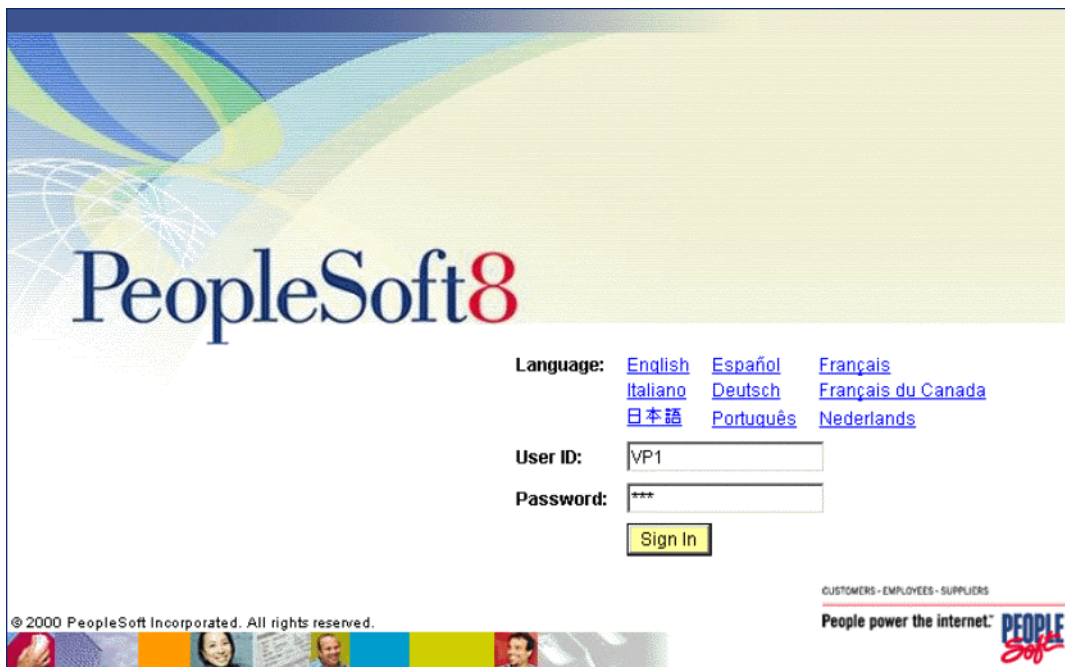 PeopleSoft8
Language: English Español Français
Italiano Deutsch Français du Canada
日本語 Português Nederlands
User ID: VP1
Password: ***
Sign In
CUSTOMERS - EMPLOYEES - SUPPLIERS
© 2000 PeopleSoft Incorporated. All rights reserved.
People power the internet.™
PEOPLE
Soft